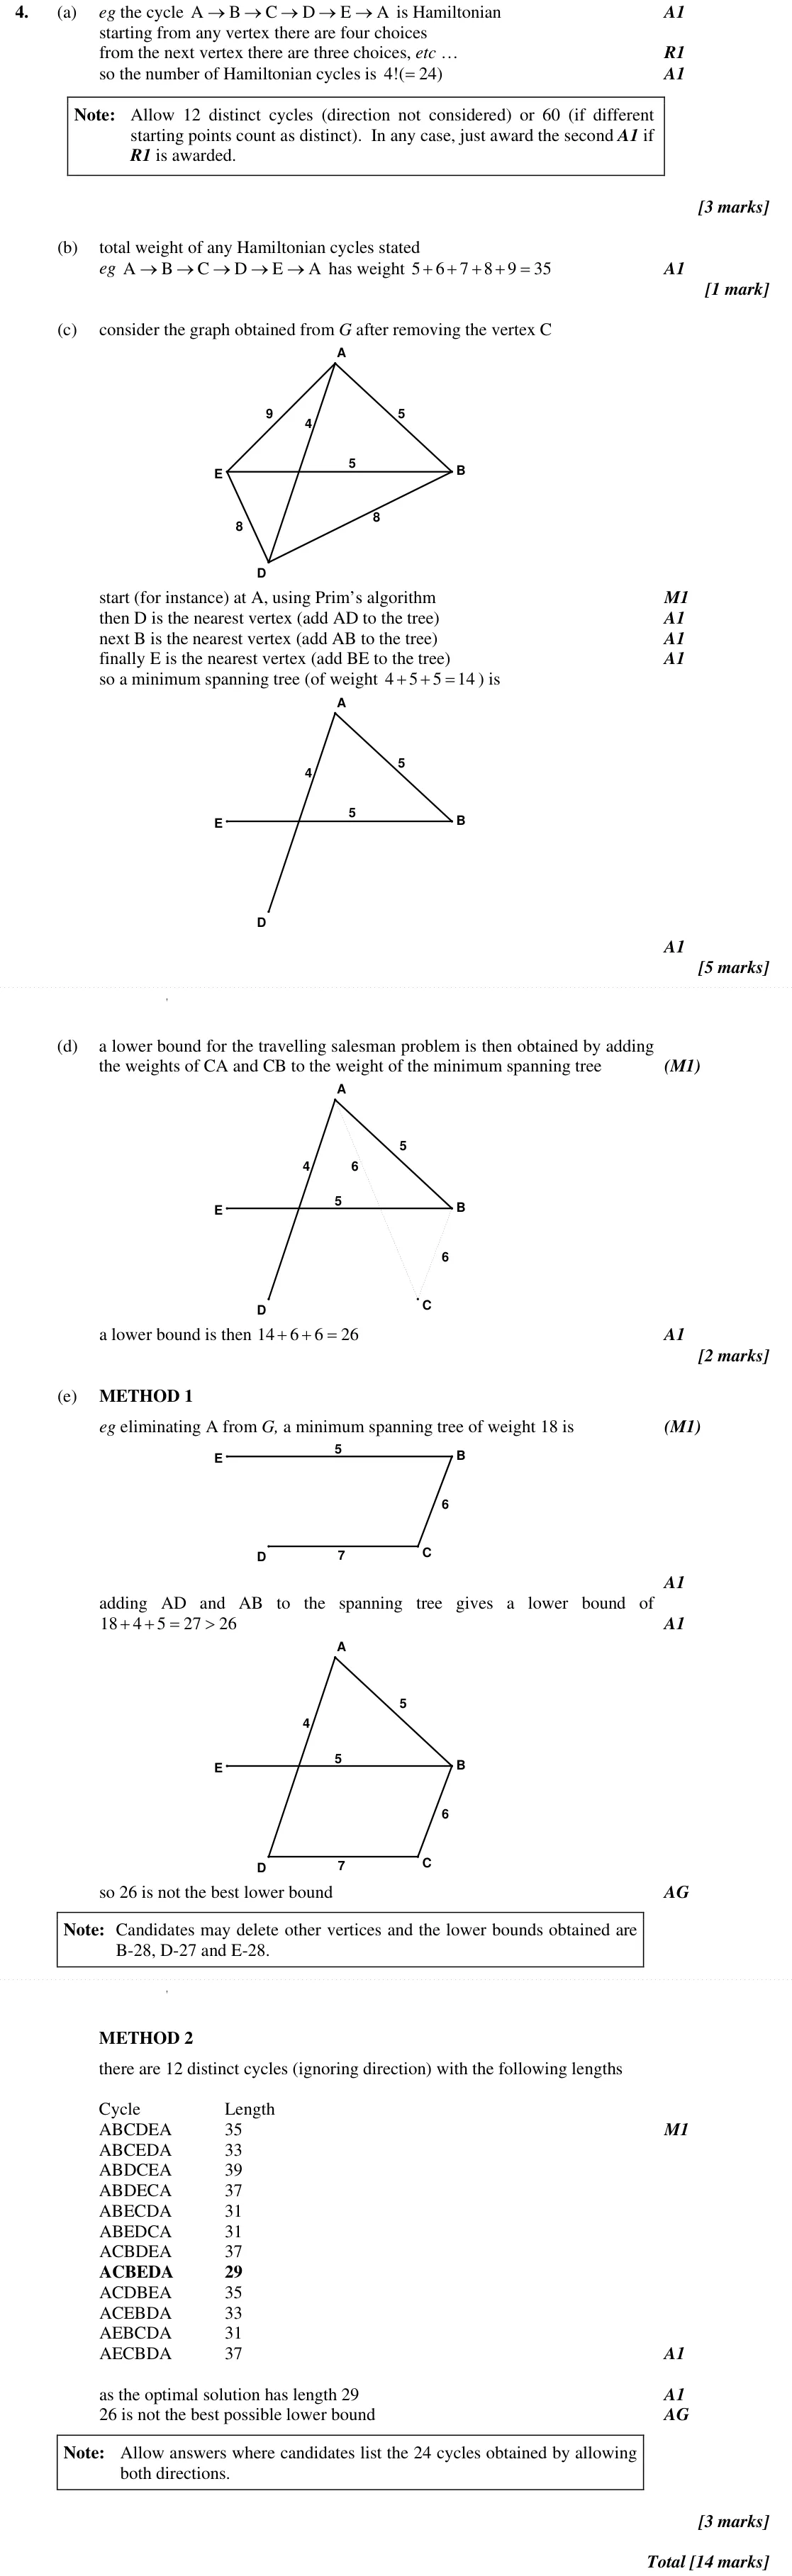 4. (a) eg the cycle A → B → C → D → E → A is Hamiltonian A1
starting from any vertex there are four choices
from the next vertex there are three choices, etc … R1
so the number of Hamiltonian cycles is 4!(= 24) A1
Note: Allow 12 distinct cycles (direction not considered) or 60 (if different
starting points count as distinct). In any case, just award the second A1 if
R1 is awarded.
[3 marks]
(b) total weight of any Hamiltonian cycles stated
eg A → B → C → D → E → A has weight 5+6+7+8+9=35 A1
[1 mark]
(c) consider the graph obtained from G after removing the vertex C
A
9
5
4
5
E
B
8
8
D
start (for instance) at A, using Prim's algorithm M1
then D is the nearest vertex (add AD to the tree) A1
next B is the nearest vertex (add AB to the tree) A1
finally E is the nearest vertex (add BE to the tree) A1
so a minimum spanning tree (of weight 4+5+5=14) is
A
5
4
5
E
B
D
A1
[5 marks]
(d) a lower bound for the travelling salesman problem is then obtained by adding
the weights of CA and CB to the weight of the minimum spanning tree (M1)
A
5
4 6
5
E
B
6
D
C
a lower bound is then 14+6+6=26 A1
[2 marks]
(e) METHOD 1
eg eliminating A from G, a minimum spanning tree of weight 18 is (M1)
5
E
B
6
D
7
C
A1
adding AD and AB to the spanning tree gives a lower bound of
18+4+5=27>26 A1
A
5
4
5
E
B
6
D
7
C
so 26 is not the best lower bound AG
Note: Candidates may delete other vertices and the lower bounds obtained are
B-28, D-27 and E-28.
METHOD 2
there are 12 distinct cycles (ignoring direction) with the following lengths
Cycle Length
ABCDEA 35 M1
ABCEDA 33
ABDCEA 39
ABDECA 37
ABECDA 31
ABEDCA 31
ACBDEA 37
ACBEDA 29
ACDBEA 35
ACEBDA 33
AEBCDA 31
AECBDA 37 A1
as the optimal solution has length 29 A1
26 is not the best possible lower bound AG
Note: Allow answers where candidates list the 24 cycles obtained by allowing
both directions.
[3 marks]
Total [14 marks]